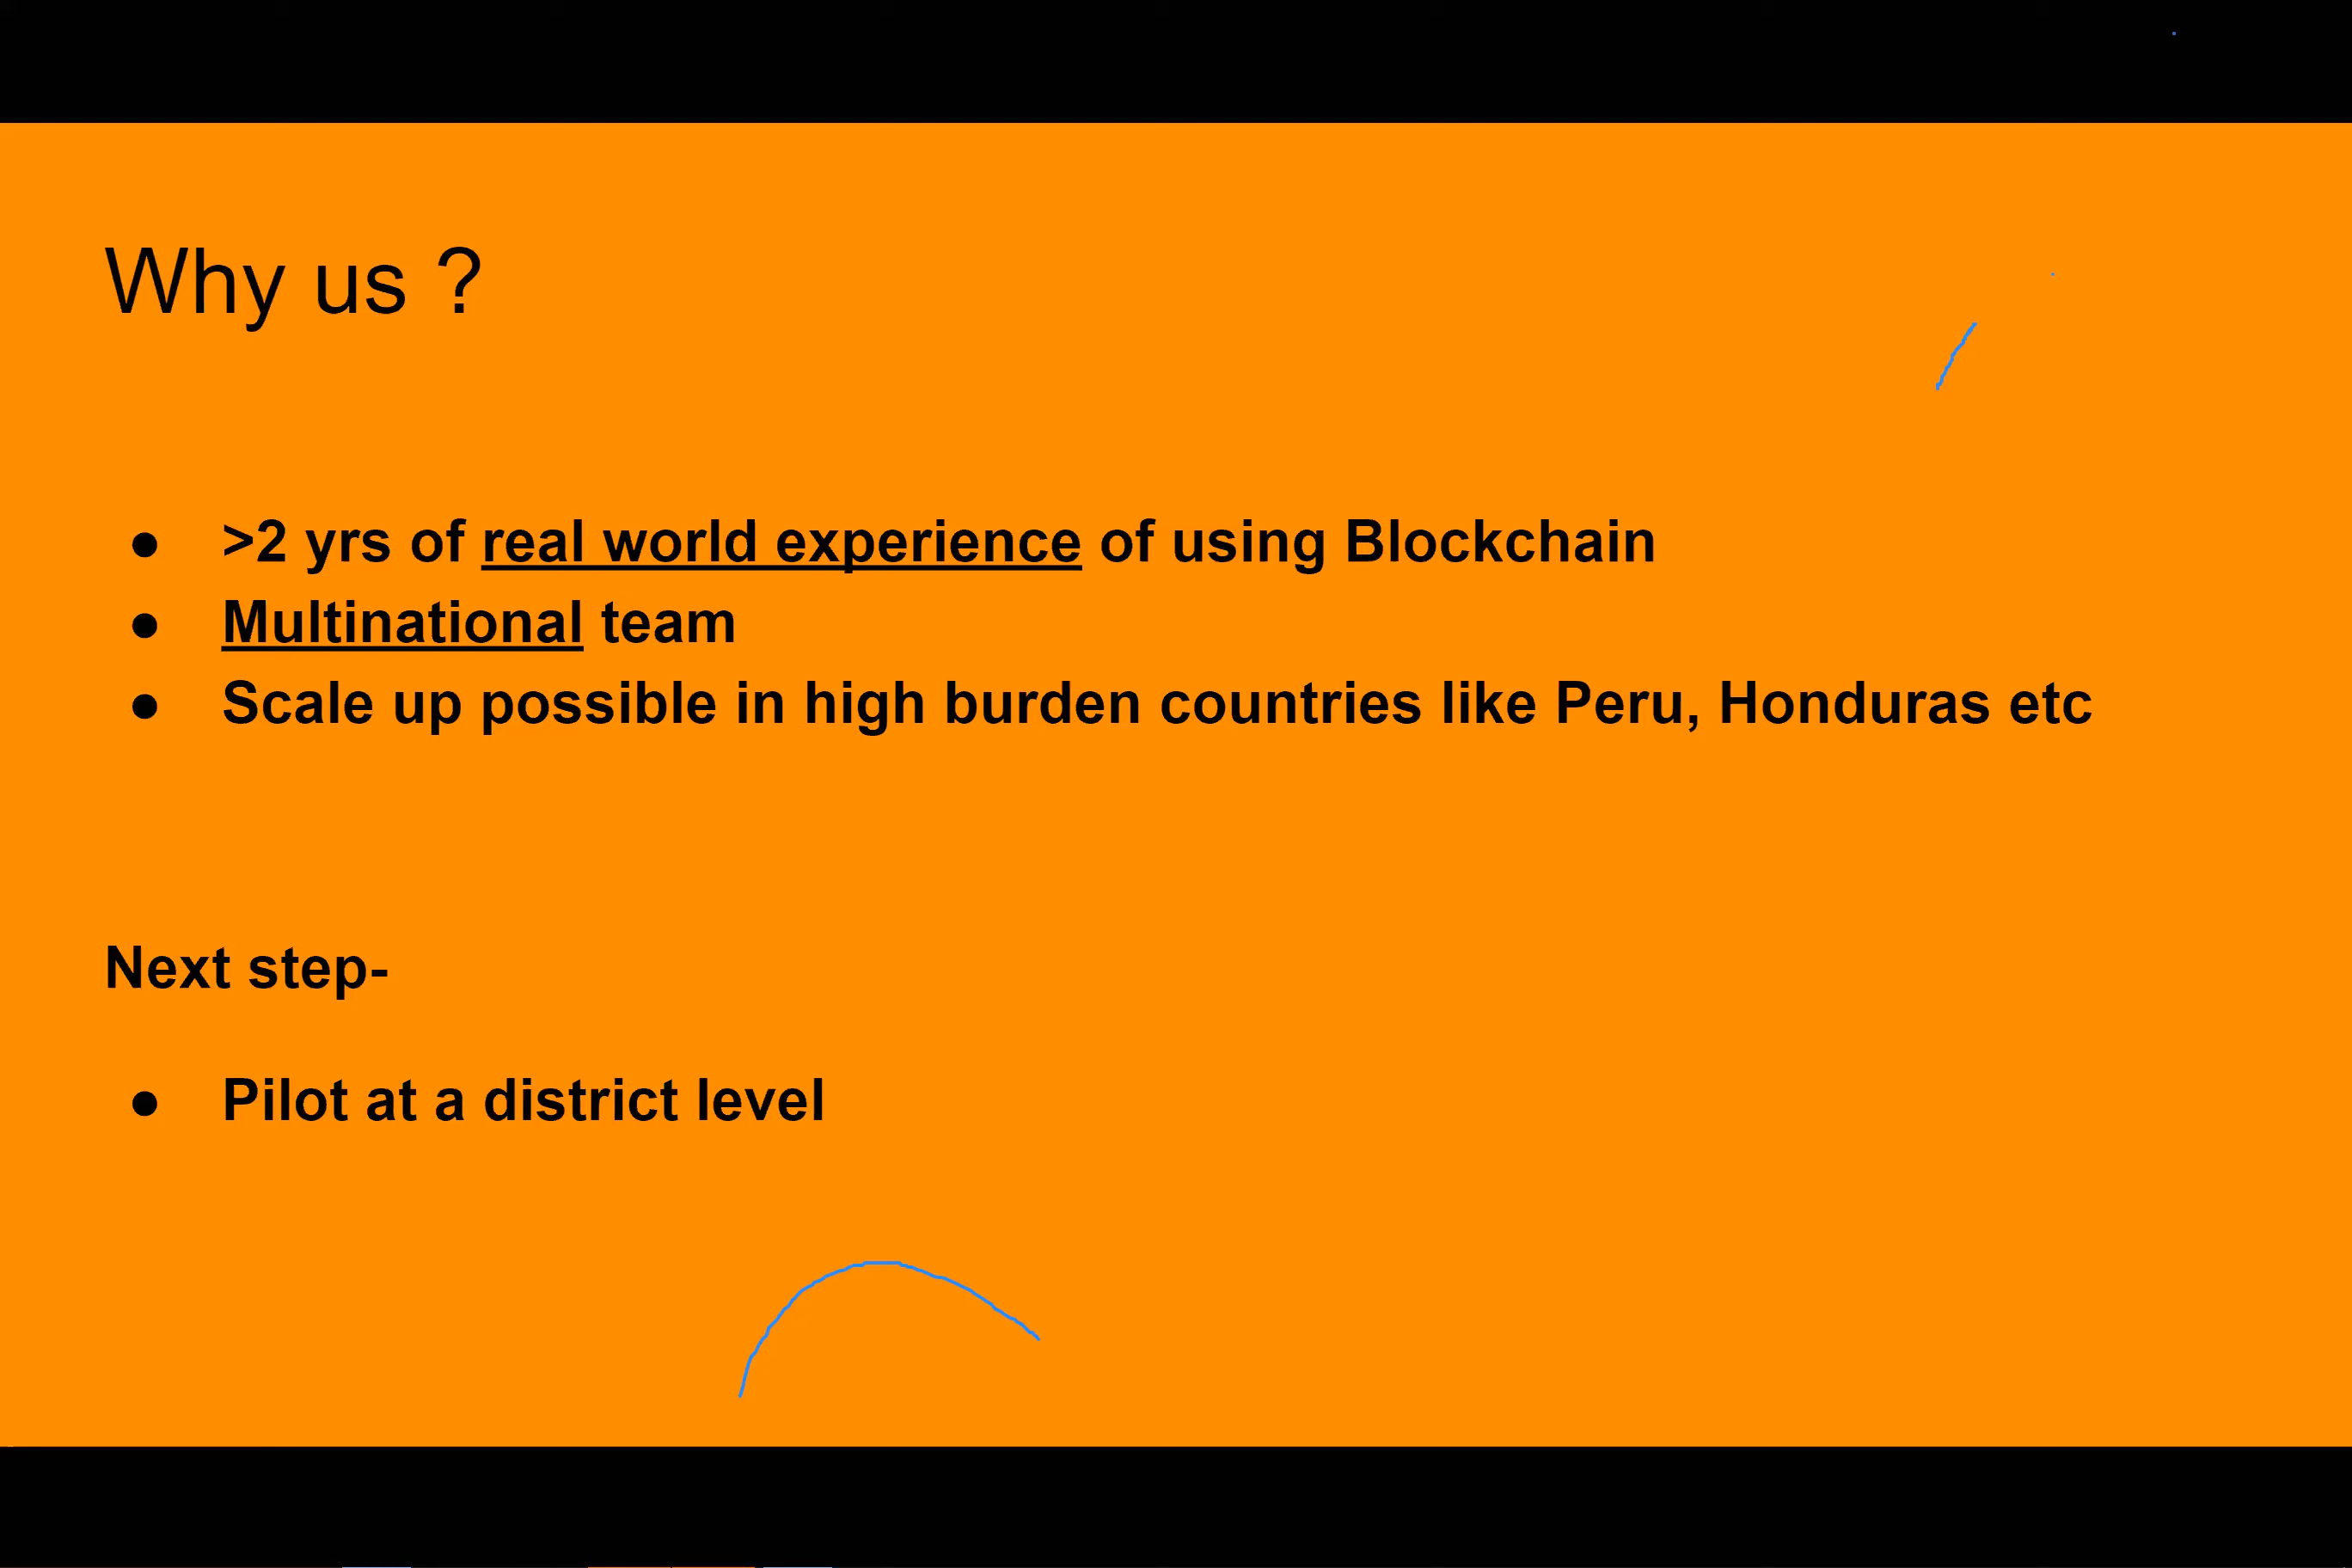 Why us ?
● >2 yrs of real world experience of using Blockchain
● Multinational team
● Scale up possible in high burden countries like Peru, Honduras etc
Next step-
● Pilot at a district level